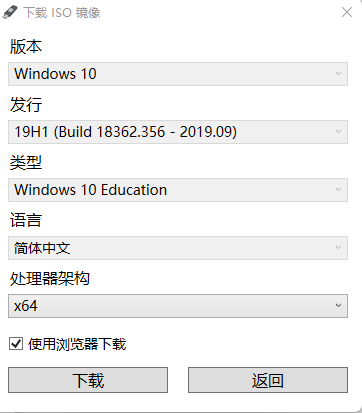 下载 ISO 镜像
版本
Windows 10
发行
19H1 (Build 18362.356 - 2019.09)
类型
Windows 10 Education
语言
简体中文
处理器架构
x64
使用浏览器下载
下载 返回